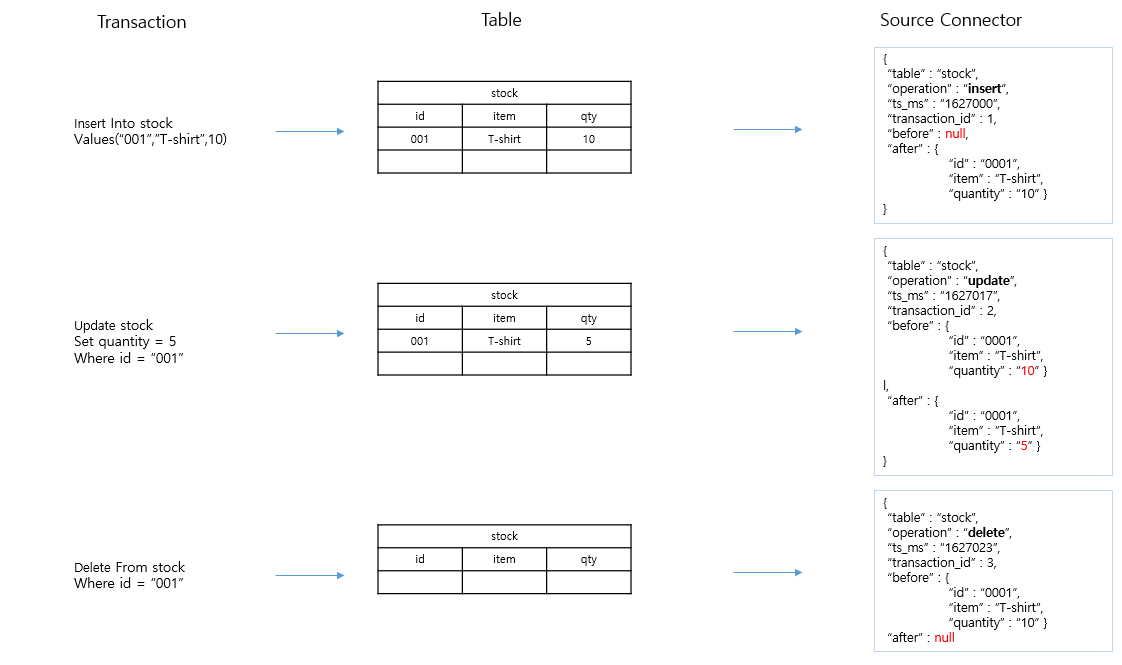 Transaction
Table
Source Connector
Insert Into stock
Values("001","T-shirt",10)
stock
id item qty
001 T-shirt 10
{
"table" : "stock",
"operation" : "insert",
"ts_ms" : "1627000",
"transaction_id" : 1,
"before" : null,
"after" : {
"id" : "0001",
"item" : "T-shirt",
"quantity" : "10" }
}
Update stock
Set quantity = 5
Where id = "001"
stock
id item qty
001 T-shirt 5
{
"table" : "stock",
"operation" : "update",
"ts_ms" : "1627017",
"transaction_id" : 2,
"before" : {
"id" : "0001",
"item" : "T-shirt",
"quantity" : "10" }
l,
"after" : {
"id" : "0001",
"item" : "T-shirt",
"quantity" : "5" }
}
Delete From stock
Where id = "001"
stock
id item qty
{
"table" : "stock",
"operation" : "delete",
"ts_ms" : "1627023",
"transaction_id" : 3,
"before" : {
"id" : "0001",
"item" : "T-shirt",
"quantity" : "10" }
"after" : null